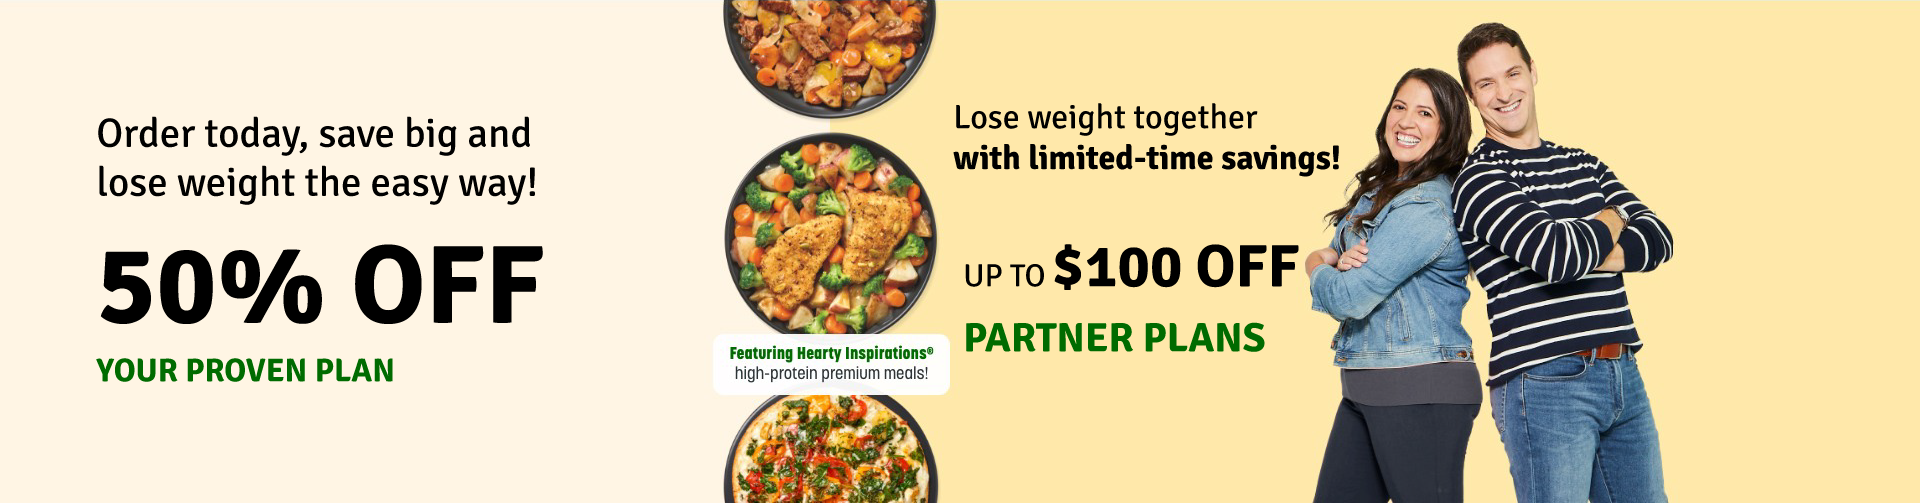 Order today, save big and
lose weight the easy way!
50% OFF
YOUR PROVEN PLAN
Featuring Hearty Inspirations®
high-protein premium meals!
Lose weight together
with limited-time savings!
UP TO $100 OFF
PARTNER PLANS